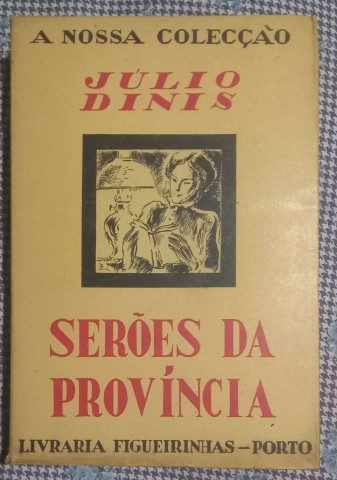 A NOSSA COLECÇÃO
JÚLIO
DINIS
SERÕES DA
PROVÍNCIA
LIVRARIA FIGUEIRINHAS – PORTO